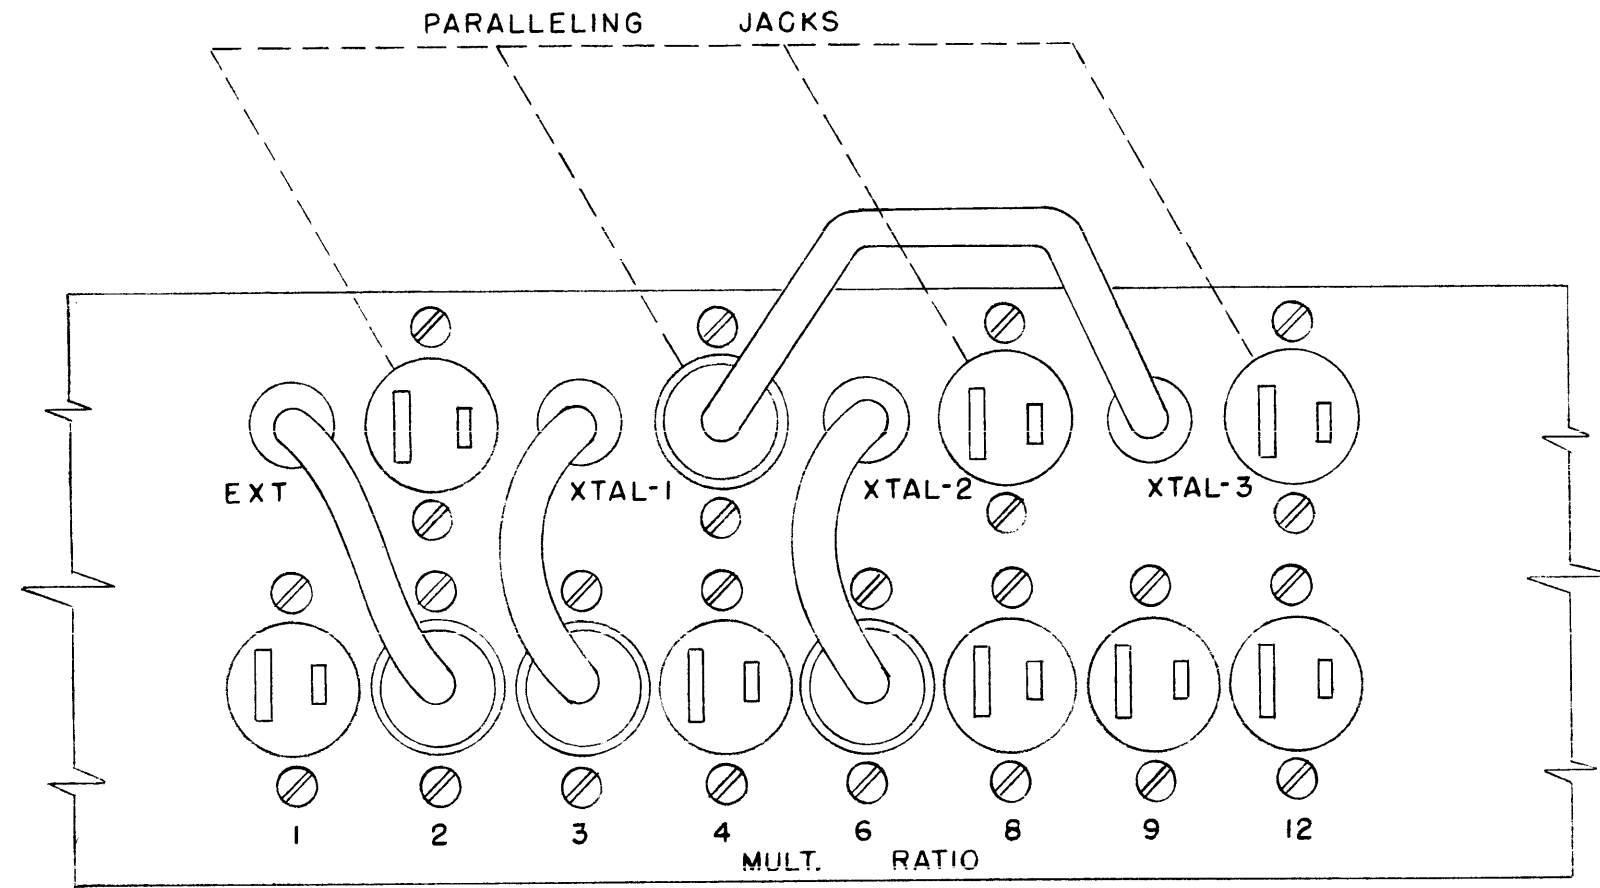 PARALLELING JACKS
EXT XTAL-1 XTAL-2 XTAL-3
1 2 3 4 6 8 9 12
MULT. RATIO